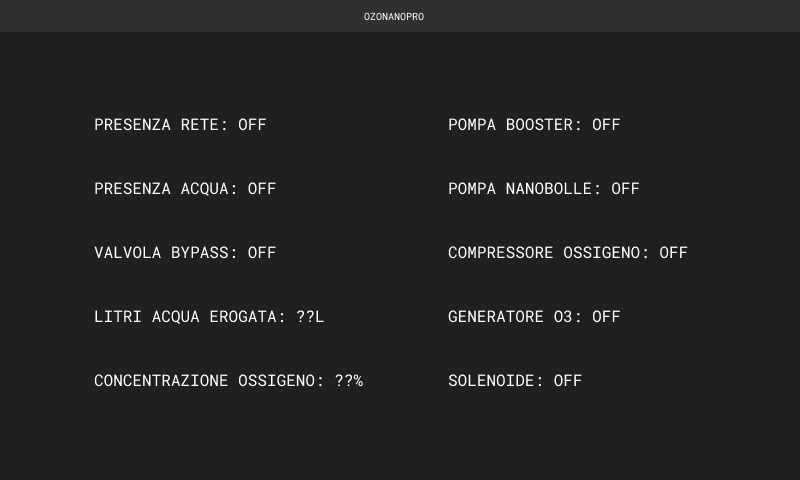 OZONANOPRO
PRESENZA RETE: OFF
PRESENZA ACQUA: OFF
VALVOLA BYPASS: OFF
LITRI ACQUA EROGATA: ??L
CONCENTRAZIONE OSSIGENO: ??%
POMPA BOOSTER: OFF
POMPA NANOBOLLE: OFF
COMPRESSORE OSSIGENO: OFF
GENERATORE O3: OFF
SOLENOIDE: OFF